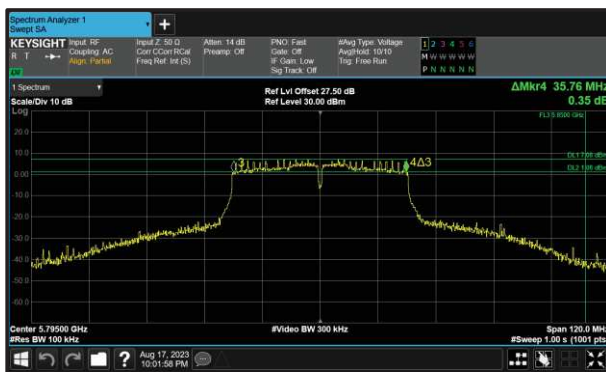 Spectrum Analyzer 1
Swept SA
KEYSIGHT
R T
Input: RF
Coupling: AC
Align: Partial
Input Z: 50 Ω
Corr CCorr RCal
Freq Ref: Int (S)
Atten: 14 dB
Preamp: Off
PNO: Fast
Gate: Off
IF Gain: Low
Sig Track: Off
#Avg Type: Voltage
Avg|Hold: 10/10
Trig: Free Run
1 2 3 4 5 6
M W W W W W
P N N N N N
1 Spectrum
Scale/Div 10 dB
Ref Lvl Offset 27.50 dB
Ref Level 30.00 dBm
ΔMkr4 35.76 MHz
0.35 dB
Log
20.0
10.0
0.00
-10.0
-20.0
-30.0
-40.0
-50.0
-60.0
3
4Δ3
Center 5.79500 GHz
#Res BW 100 kHz
#Video BW 300 kHz
Span 120.0 MHz
#Sweep 1.00 s (1001 pts)
?
Aug 17, 2023
10:01:58 PM